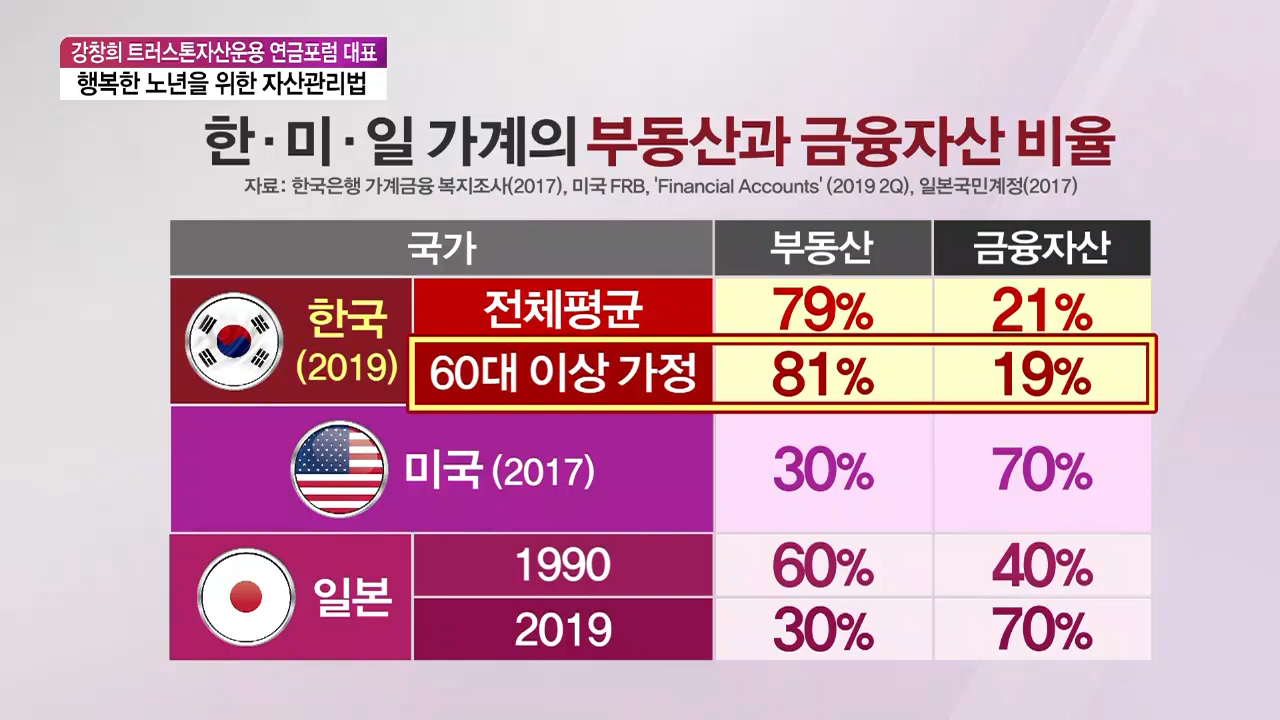 강창희 트러스톤자산운용 연금포럼 대표
행복한 노년을 위한 자산관리법
한·미·일 가계의 부동산과 금융자산 비율
자료: 한국은행 가계금융 복지조사(2017), 미국 FRB, 'Financial Accounts' (2019 2Q), 일본국민계정(2017)
국가 부동산 금융자산
한국 (2019) 전체평균 79% 21%
60대 이상 가정 81% 19%
미국 (2017) 30% 70%
일본 1990 60% 40%
2019 30% 70%